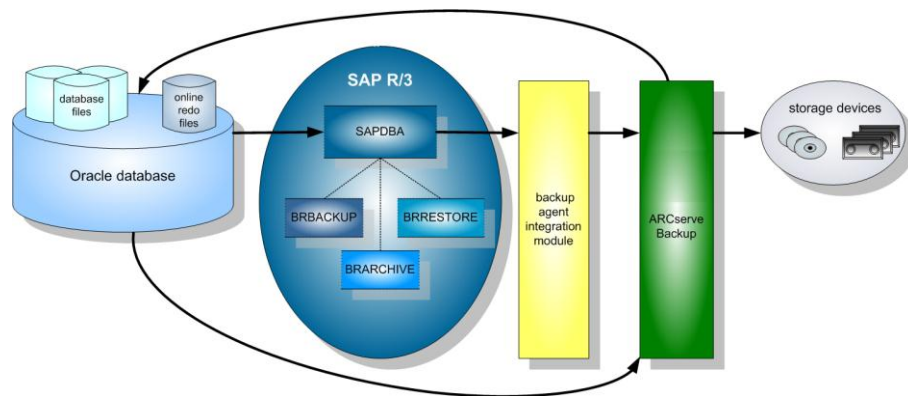 database
files
online
redo
files
Oracle database
SAP R/3
SAPDBA
BRBACKUP
BRRESTORE
BRARCHIVE
backup
agent
integration
module
ARCserve
Backup
storage devices